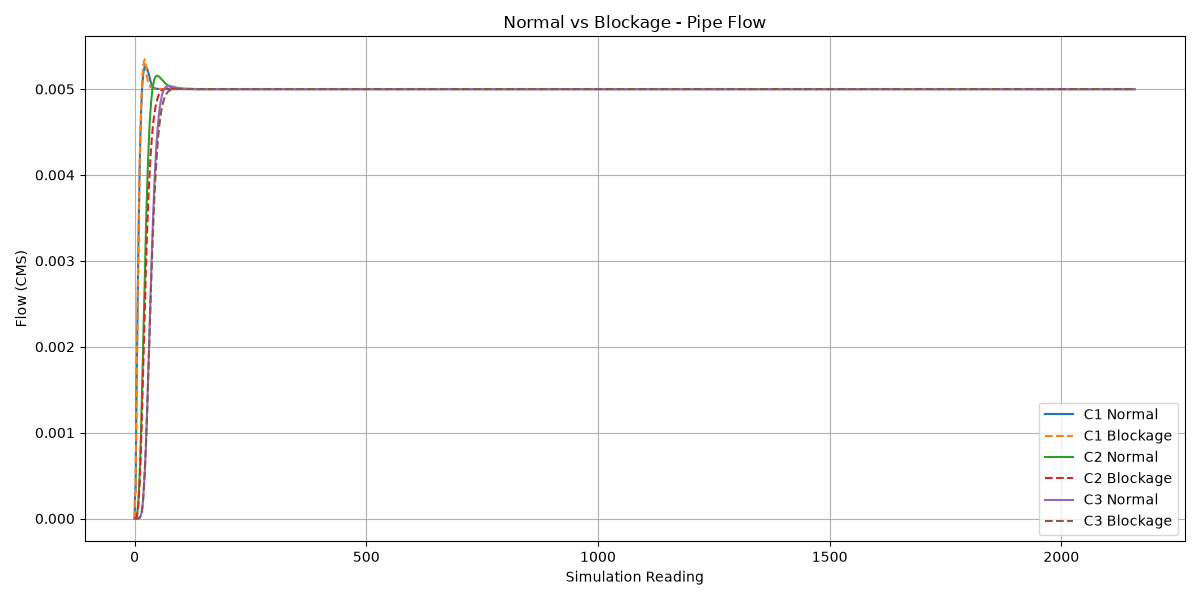 Normal vs Blockage - Pipe Flow
Flow (CMS)
0.005
0.004
0.003
0.002
0.001
0.000
0 500 1000 1500 2000
Simulation Reading
C1 Normal
C1 Blockage
C2 Normal
C2 Blockage
C3 Normal
C3 Blockage